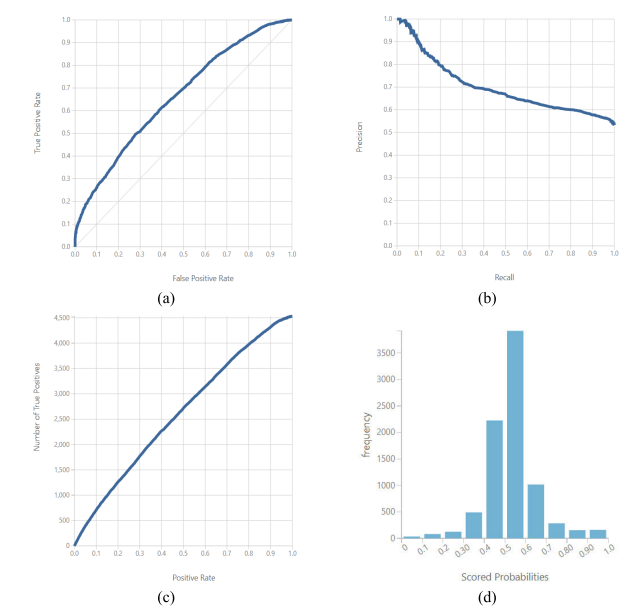 1.0
0.9
0.8
0.7
0.6
0.5
0.4
0.3
0.2
0.1
0.0
True Positive Rate
0.0 0.1 0.2 0.3 0.4 0.5 0.6 0.7 0.8 0.9 1.0
False Positive Rate
(a)
1.0
0.9
0.8
0.7
0.6
0.5
0.4
0.3
0.2
0.1
0.0
Precision
0.0 0.1 0.2 0.3 0.4 0.5 0.6 0.7 0.8 0.9 1.0
Recall
(b)
4,500
4,000
3,500
3,000
2,500
2,000
1,500
1,000
500
0
Number of True Positives
0.0 0.1 0.2 0.3 0.4 0.5 0.6 0.7 0.8 0.9 1.0
Positive Rate
(c)
3500
3000
2500
2000
1500
1000
500
0
frequency
0 0.1 0.2 0.30 0.4 0.5 0.6 0.7 0.80 0.90 1.0
Scored Probabilities
(d)